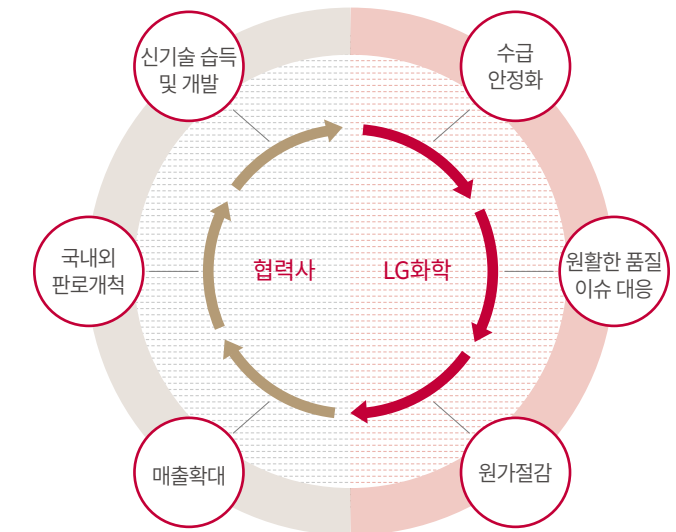 신기술 습득
및 개발
수급
안정화
국내외
판로개척
협력사
LG화학
원활한 품질
이슈 대응
매출확대
원가절감